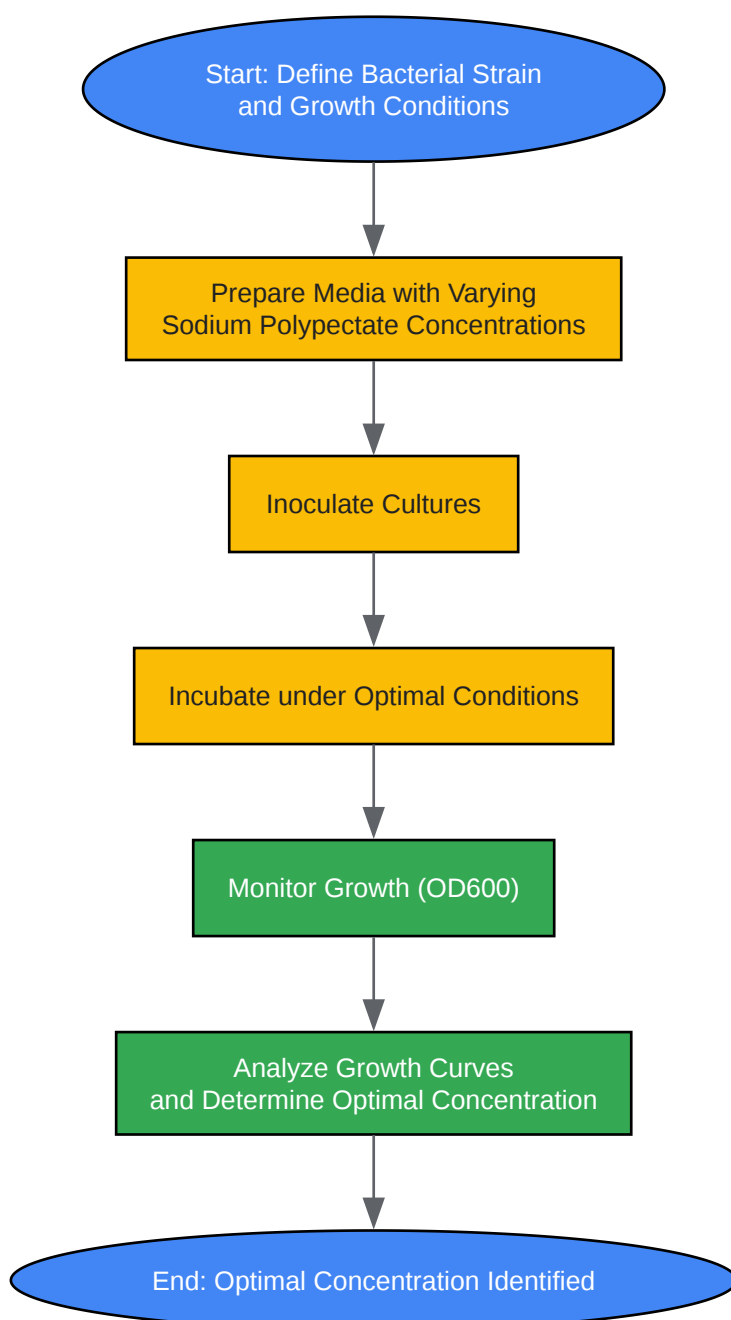 Start: Define Bacterial Strain
and Growth Conditions
Prepare Media with Varying
Sodium Polypectate Concentrations
Inoculate Cultures
Incubate under Optimal Conditions
Monitor Growth (OD600)
Analyze Growth Curves
and Determine Optimal Concentration
End: Optimal Concentration Identified